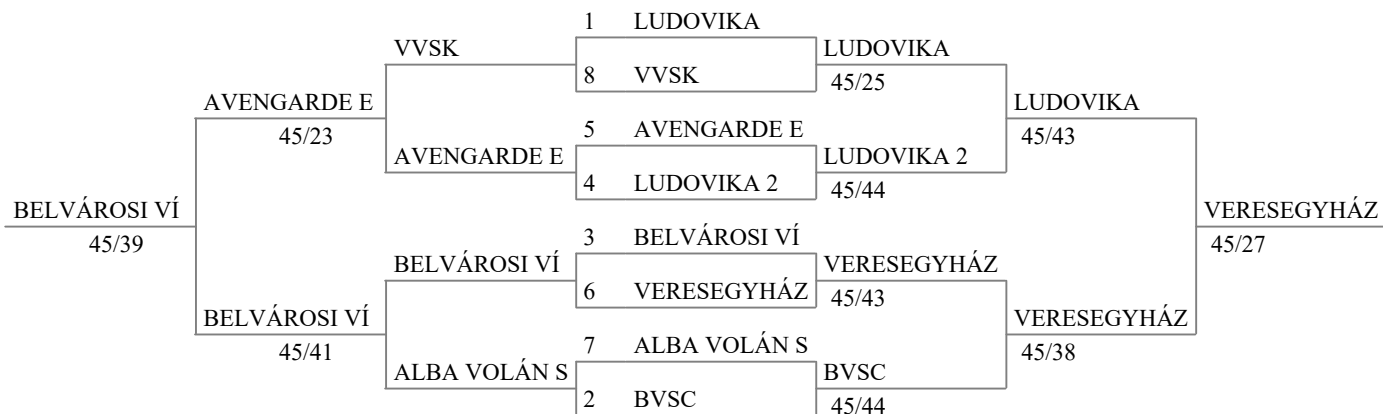 1 LUDOVIKA
VVSK LUDOVIKA
8 VVSK 45/25
AVENGARDE E LUDOVIKA
45/23 5 AVENGARDE E 45/43
AVENGARDE E LUDOVIKA 2
4 LUDOVIKA 2 45/44
BELVÁROSI VÍ VERESEGYHÁZ
45/39 3 BELVÁROSI VÍ 45/27
BELVÁROSI VÍ VERESEGYHÁZ
6 VERESEGYHÁZ 45/43
BELVÁROSI VÍ VERESEGYHÁZ
45/41 7 ALBA VOLÁN S 45/38
ALBA VOLÁN S BVSC
2 BVSC 45/44